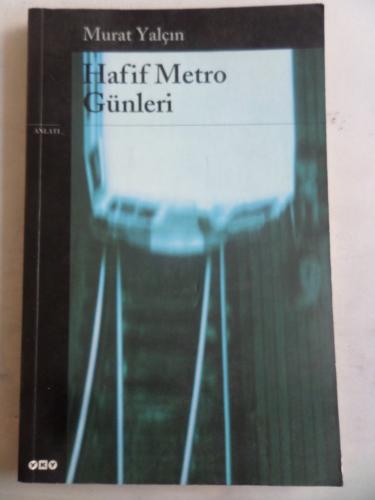 Murat Yalçın
Hafif Metro
Günleri
ANLATI
YKY